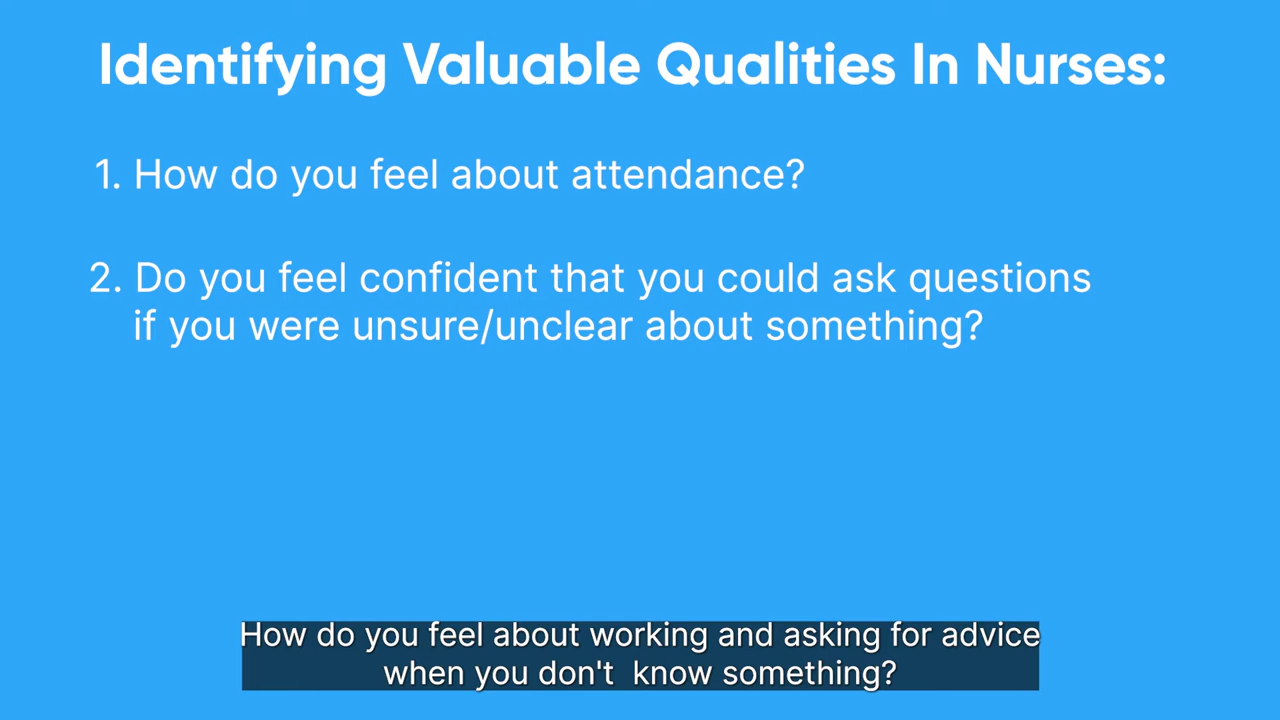 Identifying Valuable Qualities In Nurses:
1. How do you feel about attendance?
2. Do you feel confident that you could ask questions
if you were unsure/unclear about something?
How do you feel about working and asking for advice
when you don't know something?